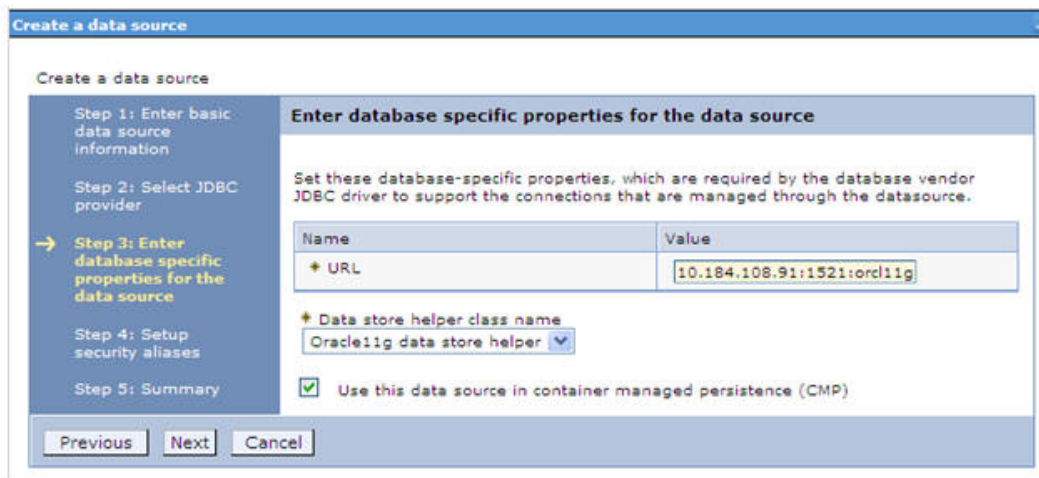 Create a data source
Create a data source
Step 1: Enter basic
data source
information
Step 2: Select JDBC
provider
Step 3: Enter
database specific
properties for the
data source
Step 4: Setup
security aliases
Step 5: Summary
Enter database specific properties for the data source
Set these database-specific properties, which are required by the database vendor
JDBC driver to support the connections that are managed through the datasource.
Name Value
URL 10.184.108.91:1521:orcl11g
Data store helper class name
Oracle11g data store helper
Use this data source in container managed persistence (CMP)
Previous Next Cancel